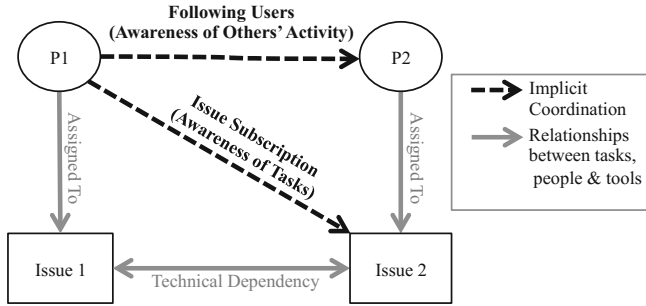 Following Users
(Awareness of Others' Activity)
P1
P2
Issue Subscription
(Awareness of Tasks)
Assigned To
Assigned To
Issue 1
Technical Dependency
Issue 2
Implicit
Coordination
Relationships
between tasks,
people & tools